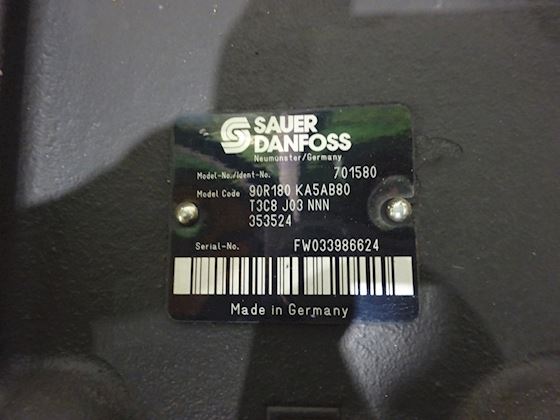 SAUER
DANFOSS
Neumünster/Germany
Model-No./Ident-No. 701580
Model Code 90R180 KA5AB80
T3C8 J03 NNN
353524
Serial-No. FW033986624
Made in Germany